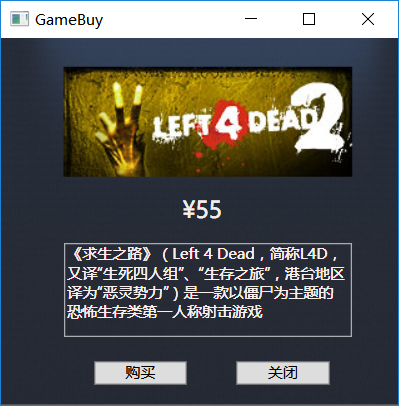 GameBuy
LEFT 4 DEAD 2
¥55
《求生之路》（Left 4 Dead，简称L4D，
又译“生死四人组”、“生存之旅”，港台地区
译为“恶灵势力”）是一款以僵尸为主题的
恐怖生存类第一人称射击游戏
购买 关闭